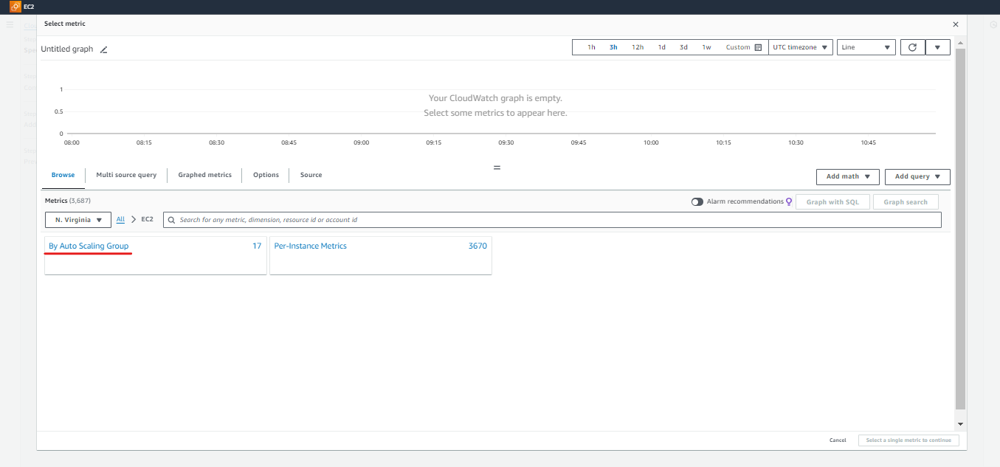 EC2
Select metric
Untitled graph
1h 3h 12h 1d 3d 1w Custom UTC timezone Line
1
Your CloudWatch graph is empty.
0.5
Select some metrics to appear here.
0
08:00 08:15 08:30 08:45 09:00 09:15 09:30 09:45 10:00 10:15 10:30 10:45
Browse Multi source query Graphed metrics Options Source Add math Add query
Metrics (3,687) Alarm recommendations Graph with SQL Graph search
N. Virginia All EC2 Search for any metric, dimension, resource id or account id
By Auto Scaling Group 17 Per-Instance Metrics 3670
Cancel Select a single metric to continue